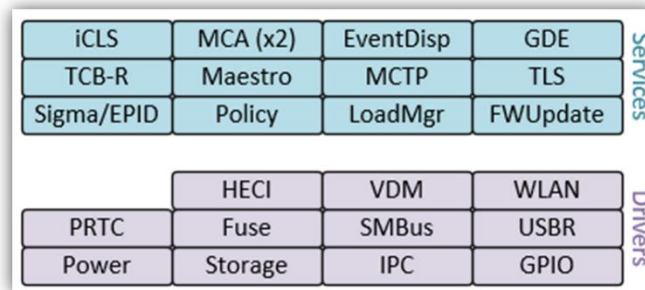 iCLS MCA (x2) EventDisp GDE
TCB-R Maestro MCTP TLS
Sigma/EPID Policy LoadMgr FWUpdate
Services
HECI VDM WLAN
PRTC Fuse SMBus USBR
Power Storage IPC GPIO
Drivers